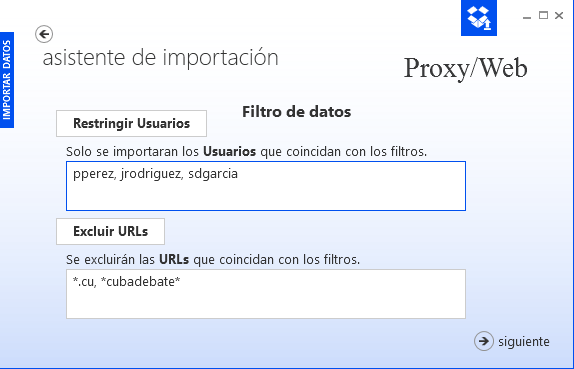 IMPORTAR DATOS
asistente de importación
Proxy/Web
Filtro de datos
Restringir Usuarios
Solo se importaran los Usuarios que coincidan con los filtros.
pperez, jrodriguez, sdgarcia
Excluir URLs
Se excluirán las URLs que coincidan con los filtros.
*.cu, *cubadebate*
siguiente